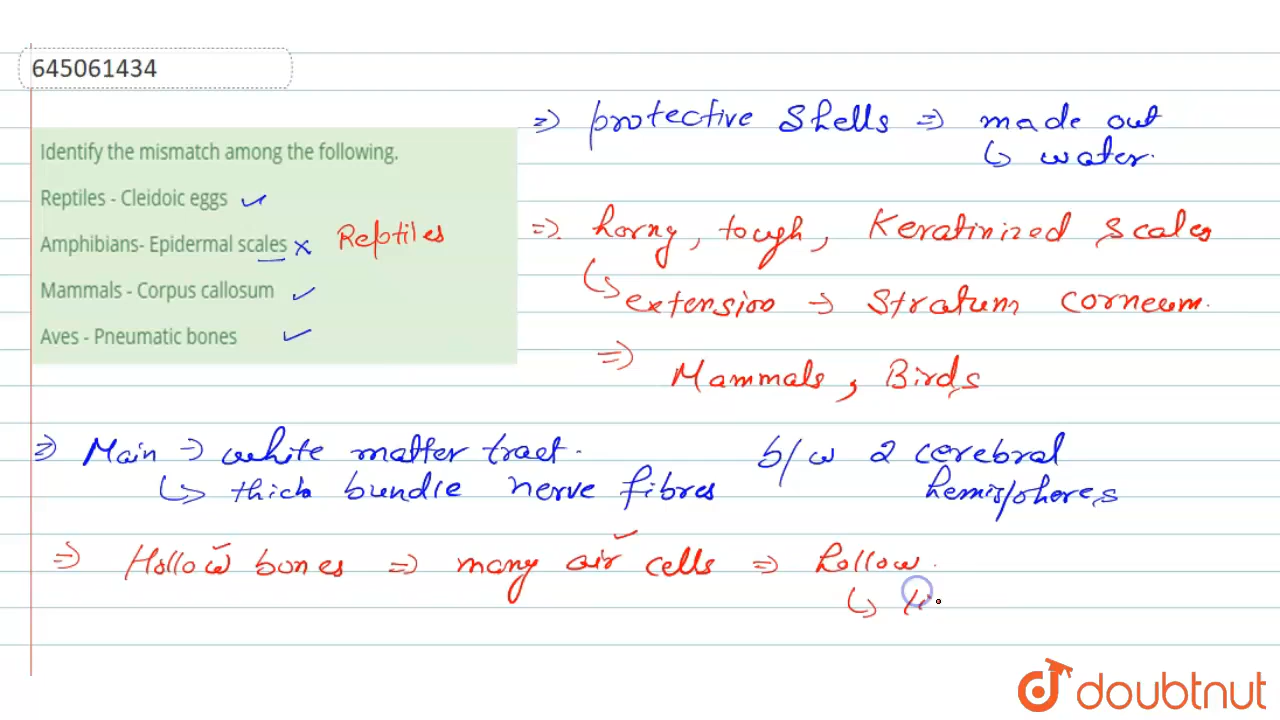 645061434
Identify the mismatch among the following.
Reptiles - Cleidoic eggs
Amphibians- Epidermal scales × Reptiles
Mammals - Corpus callosum
Aves - Pneumatic bones
⇒ protective Shells ⇒ made out
↳ water.
⇒ horny, tough, Keratinized scales
↳ extension → Stratum corneum.
⇒ Mammals, Birds
⇒ Main → white matter tract. b/w 2 cerebral
↳ thick bundle nerve fibres hemispheres
⇒ Hollow bones ⇒ many air cells ⇒ hollow.
↳
doubtnut